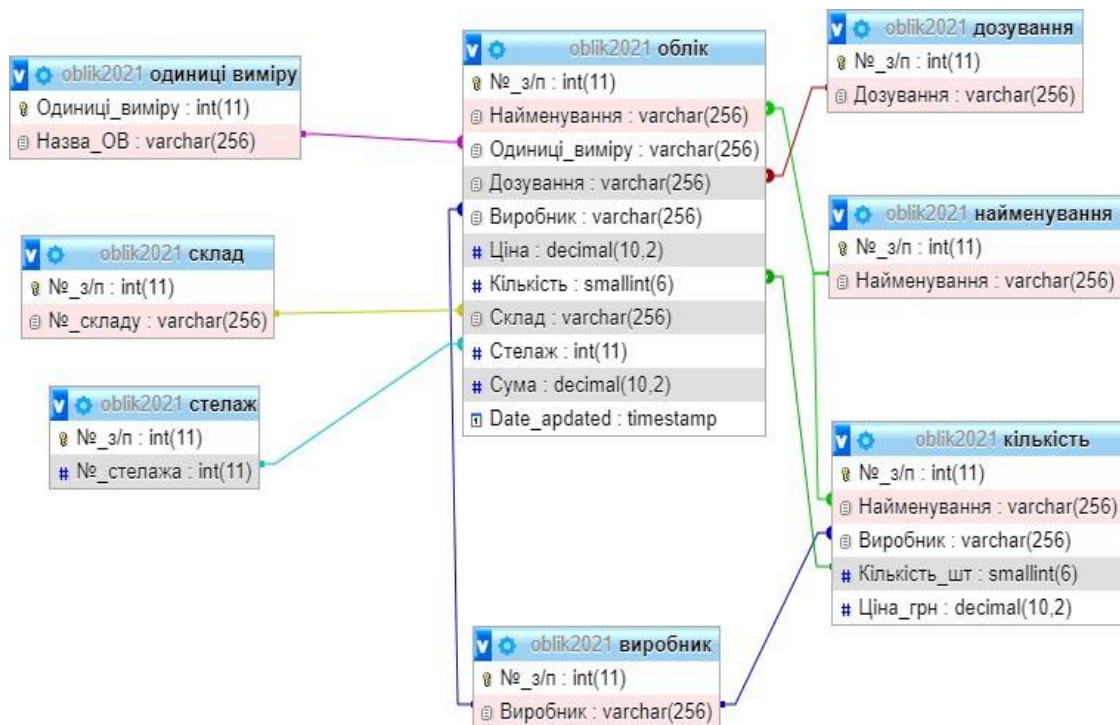 oblik2021 одиниці виміру
Одиниці_виміру : int(11)
Назва_ОВ : varchar(256)
oblik2021 склад
№_з/п : int(11)
№_складу : varchar(256)
oblik2021 стелаж
№_з/п : int(11)
№_стелажа : int(11)
oblik2021 облік
№_з/п : int(11)
Найменування : varchar(256)
Одиниці_виміру : varchar(256)
Дозування : varchar(256)
Виробник : varchar(256)
Ціна : decimal(10,2)
Кількість : smallint(6)
Склад : varchar(256)
Стелаж : int(11)
Сума : decimal(10,2)
Date_apdated : timestamp
oblik2021 виробник
№_з/п : int(11)
Виробник : varchar(256)
oblik2021 дозування
№_з/п : int(11)
Дозування : varchar(256)
oblik2021 найменування
№_з/п : int(11)
Найменування : varchar(256)
oblik2021 кількість
№_з/п : int(11)
Найменування : varchar(256)
Виробник : varchar(256)
Кількість_шт : smallint(6)
Ціна_грн : decimal(10,2)